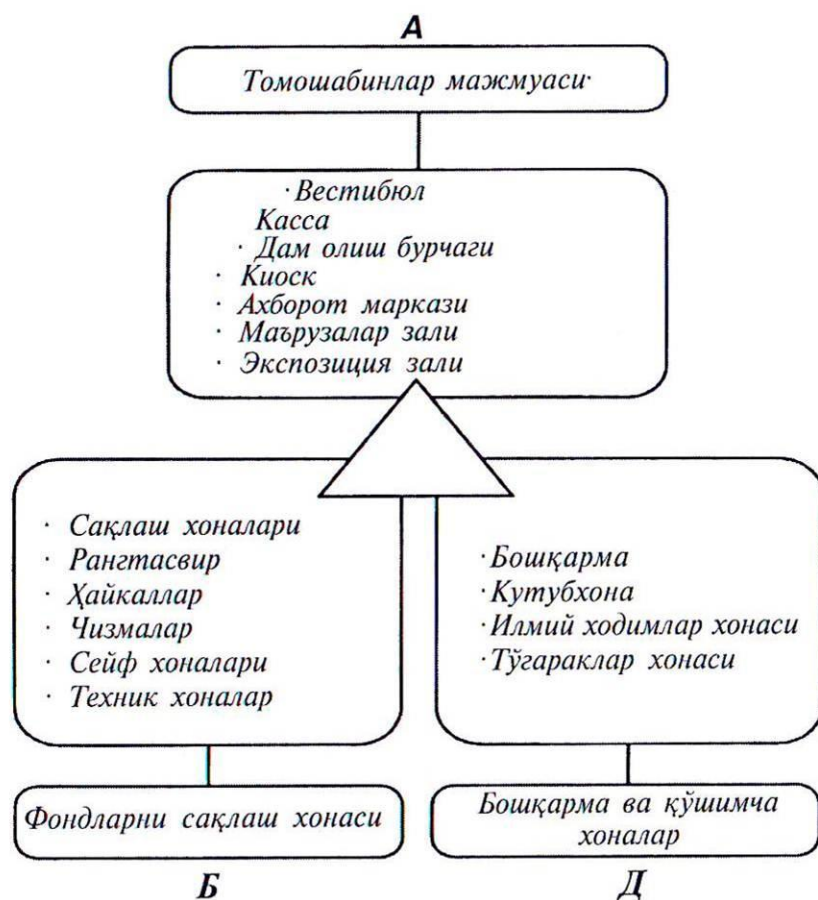 А
Томошабинлар мажмуаси·
· Вестибюл
Касса
· Дам олиш бурчаги
· Киоск
· Ахборот маркази
· Маърузалар зали
· Экспозиция зали
· Сақлаш хоналари
· Рангтасвир
· Ҳайкаллар
· Чизмалар
· Сейф хоналари
· Техник хоналар
· Бошқарма
· Кутубхона
· Илмий ходимлар хонаси
· Тўгараклар хонаси
Фондларни сақлаш хонаси
Бошқарма ва қўшимча
хоналар
Б
Д